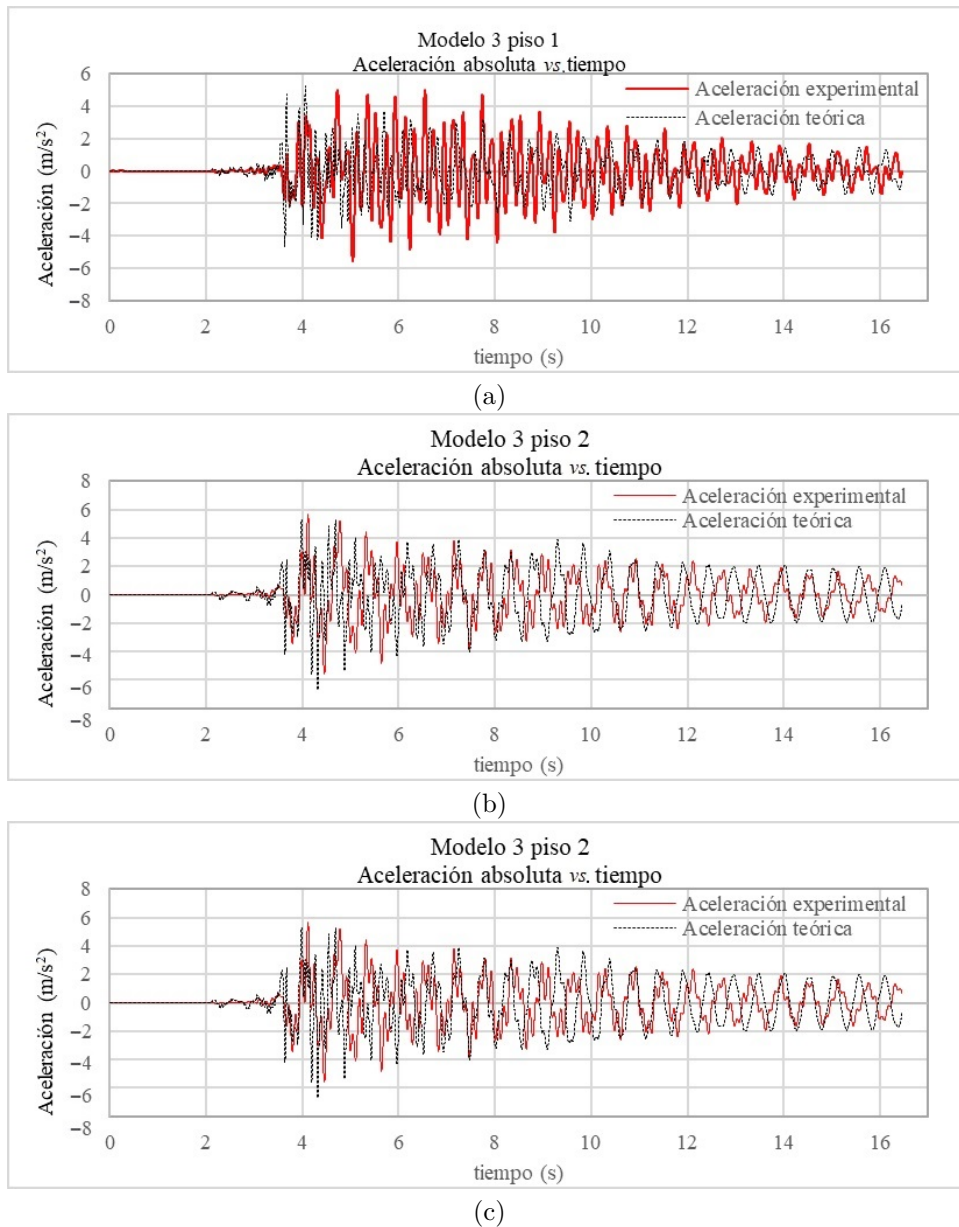 Modelo 3 piso 1
Aceleración absoluta vs.tiempo
Aceleración experimental
Aceleración teórica
Aceleración (m/s²)
6
4
2
0
−2
−4
−6
−8
0 2 4 6 8 10 12 14 16
tiempo (s)
(a)
Modelo 3 piso 2
Aceleración absoluta vs. tiempo
Aceleración experimental
Aceleración teórica
Aceleración (m/s²)
8
6
4
2
0
−2
−4
−6
−8
0 2 4 6 8 10 12 14 16
tiempo (s)
(b)
Modelo 3 piso 2
Aceleración absoluta vs. tiempo
Aceleración experimental
Aceleración teórica
Aceleración (m/s²)
8
6
4
2
0
−2
−4
−6
−8
0 2 4 6 8 10 12 14 16
tiempo (s)
(c)